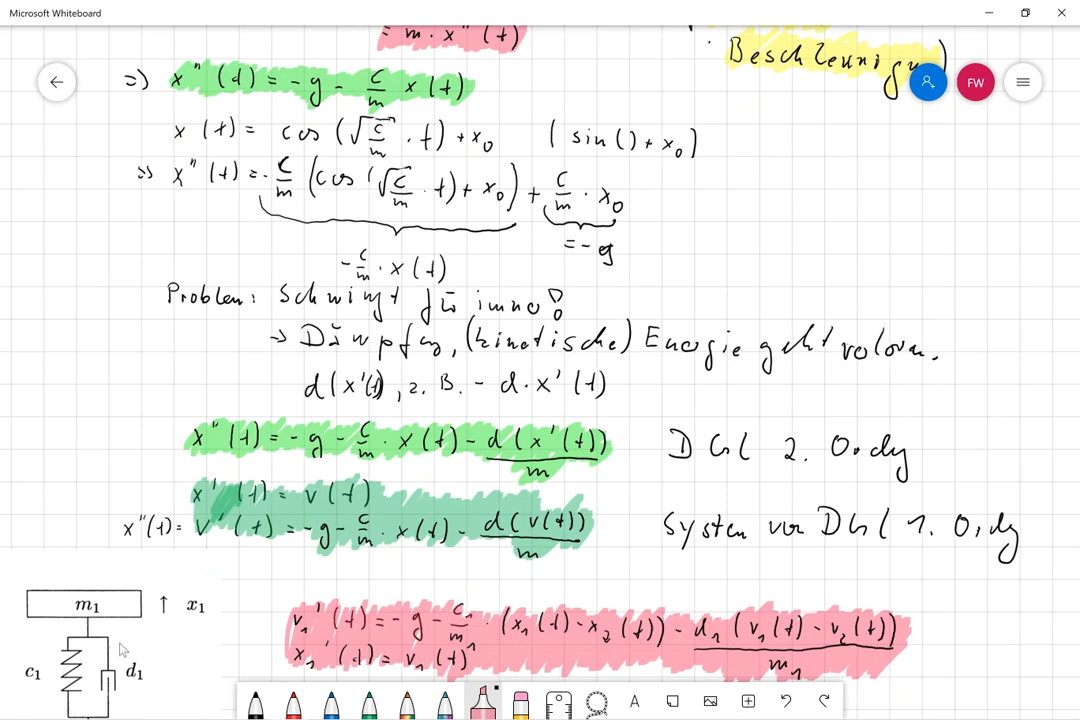 Microsoft Whiteboard
= m · x''(t)
Beschleunigung)
FW
=) x''(t) = -g - c/m x(t)
x(t) = cos(√(c/m) · t) + x₀ ( sin() + x₀)
=> x''(t) = - c/m (cos(√(c/m) · t) + x₀) + c/m · x₀
= -g
- c/m · x(t)
Problem: Schwingt für immer!
-> Dämpfung, (kinetische) Energie geht verloren.
d(x'(t)), z. B. - d · x'(t)
x''(t) = -g - c/m · x(t) - d(x'(t))/m DGL 2. Ordg
x'(t) = v(t)
x''(t) = v'(t) = -g - c/m · x(t) - d(v(t))/m System von DGL 1. Ordg
v₁'(t) = -g - c₁/m₁ · (x₁(t) - x₂(t)) - d₁(v₁(t) - v₂(t))/m₁
x₁'(t) = v₁(t)
m₁ ↑ x₁
c₁ d₁
A